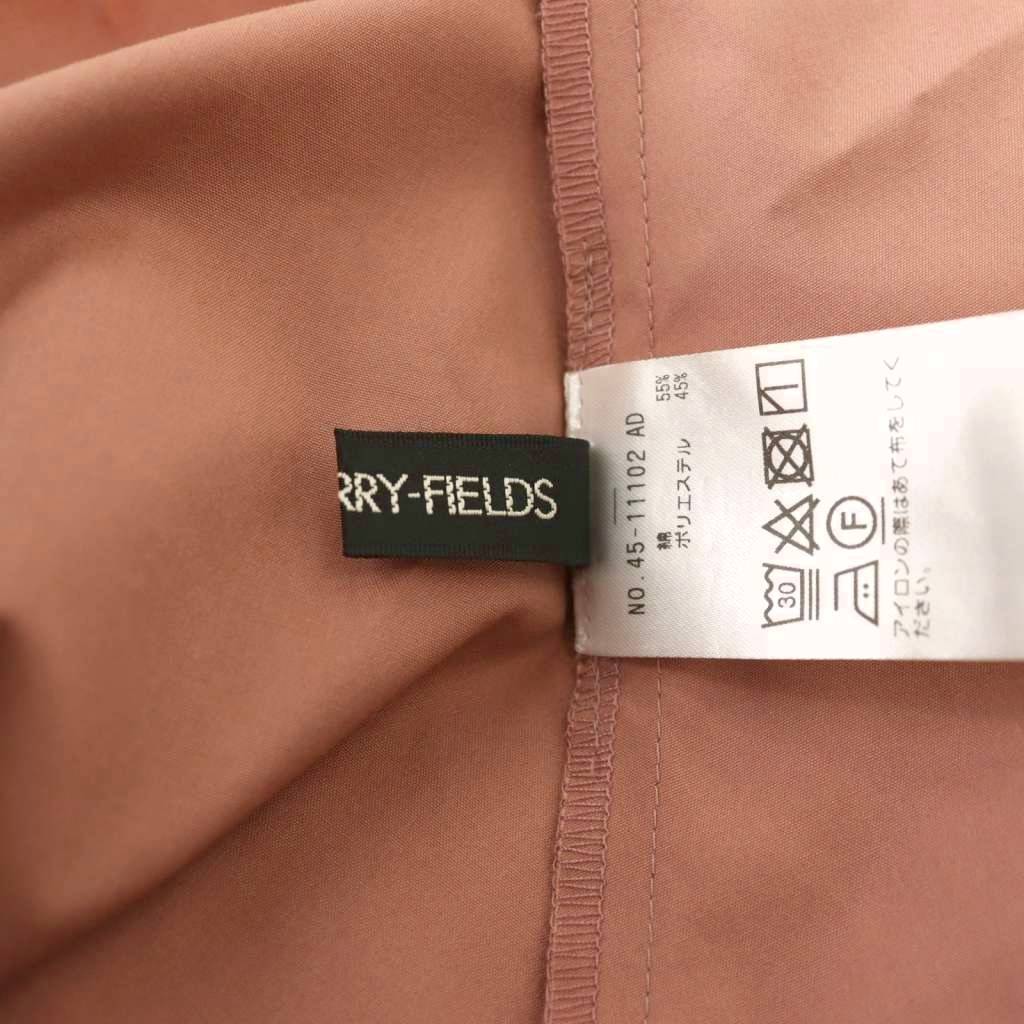 RRY-FIELDS
NO.45-11102 AD
綿 55%
ポリエステル 45%
30
F
アイロンの際はあて布をしてく
ださい。